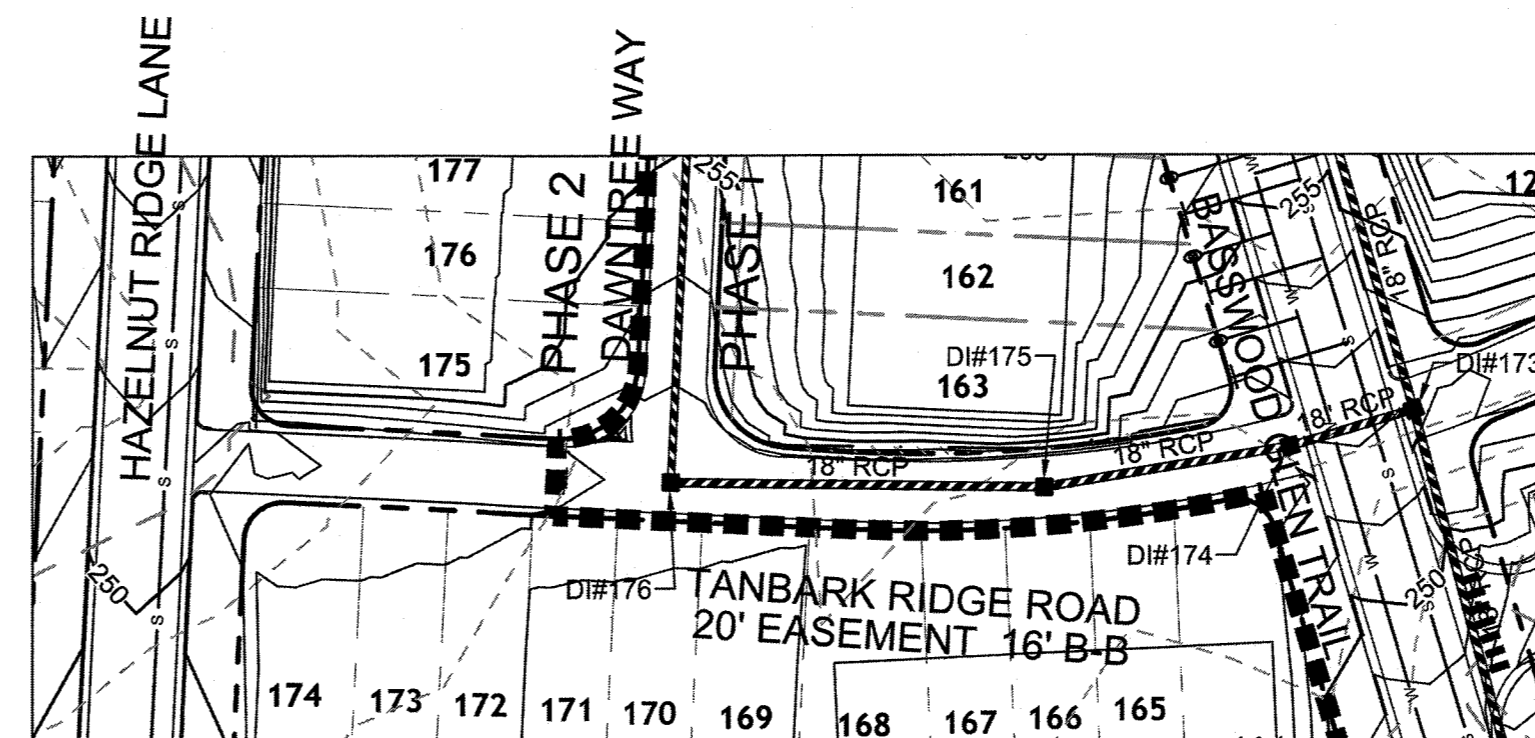 HAZELNUT RIDGE LANE
DAWNTREE WAY
PHASE 2
PHASE 1
BASSWOOD GLEN TRAIL
177
176
175
255
161
162
163
255
18" RCP
DI#175
DI#173
18' RCP
18" RCP
18" RCP
DI#174
DI#176
TANBARK RIDGE ROAD
20' EASEMENT 16' B-B
250
250
RCP
174
173
172
171
170
169
168
167
166
165
S
S
S
S
S
S
S
W
W
W
W